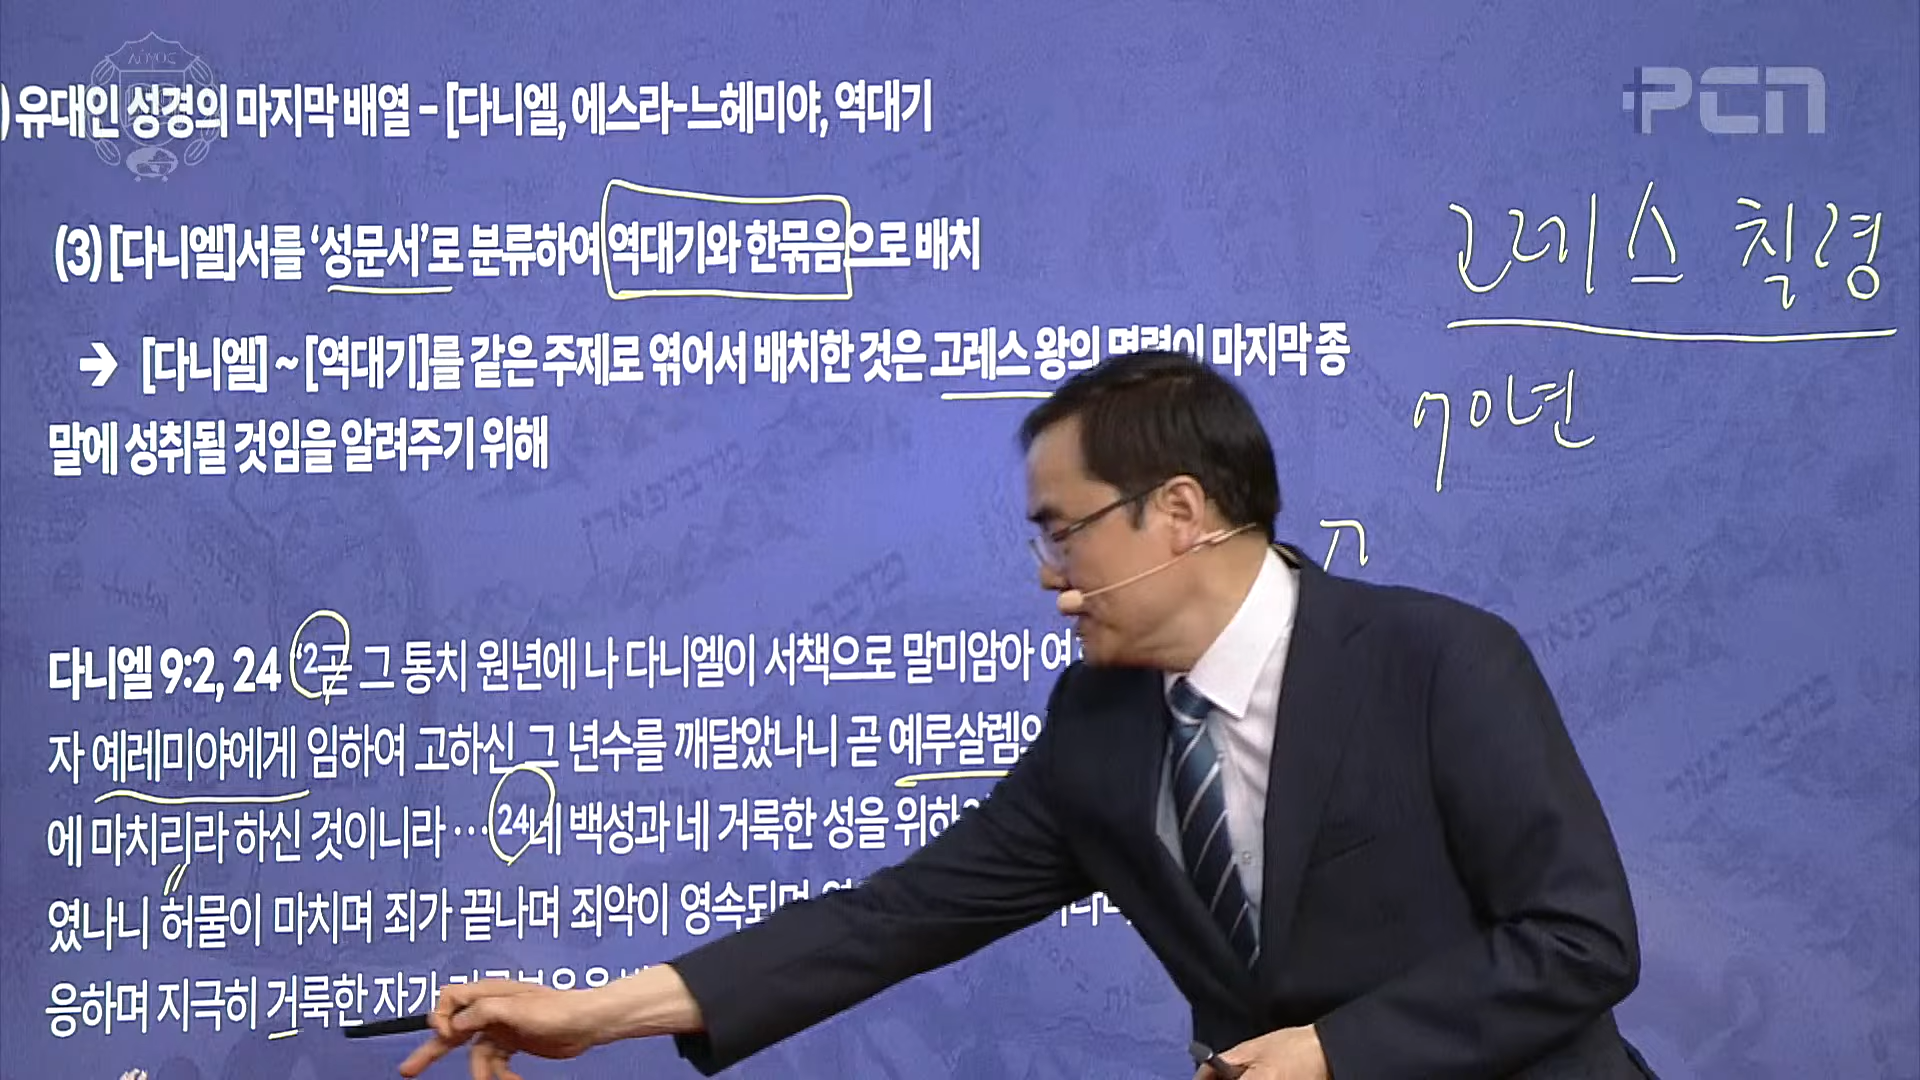 ΛΟΓΟΣ
PCN
) 유대인 성경의 마지막 배열 – [다니엘, 에스라-느헤미야, 역대기
(3) [다니엘]서를 ‘성문서’로 분류하여 역대기와 한묶음으로 배치
고레스 칙령
→ [다니엘] ~ [역대기]를 같은 주제로 엮어서 배치한 것은 고레스 왕의 명령이 마지막 종
말에 성취될 것임을 알려주기 위해
70년
다니엘 9:2, 24 “2곧 그 통치 원년에 나 다니엘이 서책으로 말미암아
자 예레미야에게 임하여 고하신 그 년수를 깨달았나니 곧 예루살렘의
에 마치리라 하신 것이니라 … 24네 백성과 네 거룩한 성을
였나니 허물이 마치며 죄가 끝나며 죄악이 영속되며
응하며 지극히 거룩한 자가